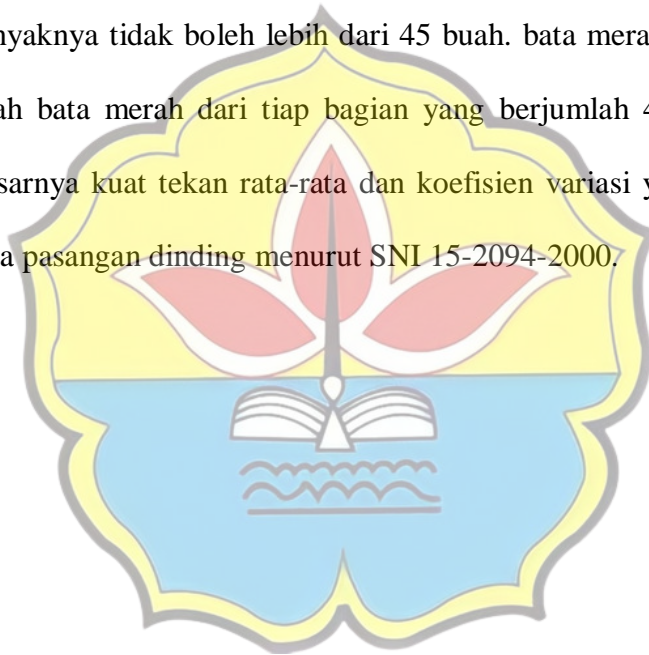 nyaknya tidak boleh lebih dari 45 buah. bata mera
ah bata merah dari tiap bagian yang berjumlah 4
sarnya kuat tekan rata-rata dan koefisien variasi y
a pasangan dinding menurut SNI 15-2094-2000.